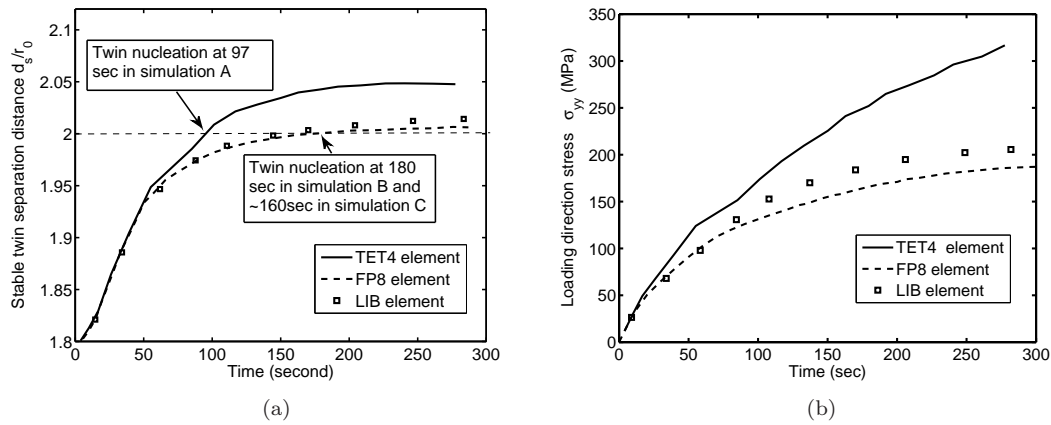 Stable twin separation distance d_s/r_0
2.05
2
1.95
1.9
1.85
1.8
0
50
100
150
200
250
300
Time (second)
Twin nucleation at 97
sec in simulation A
Twin nucleation at 180
sec in simulation B and
~160sec in simulation C
TET4 element
FP8 element
LIB element
(a)
Loading direction stress σ_yy (MPa)
350
300
250
200
150
100
50
0
0
50
100
150
200
250
300
Time (sec)
TET4 element
FP8 element
LIB element
(b)